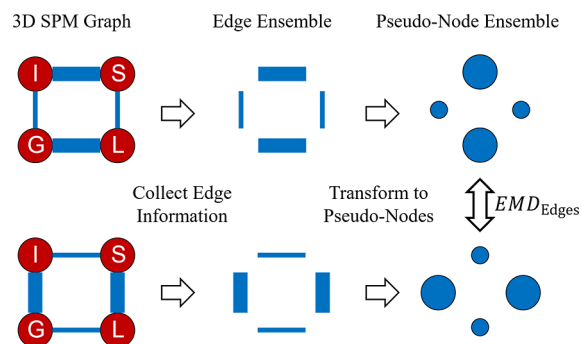 3D SPM Graph
Edge Ensemble
Pseudo-Node Ensemble
I S
G L
Collect Edge
Information
Transform to
Pseudo-Nodes
EMD_Edges
I S
G L